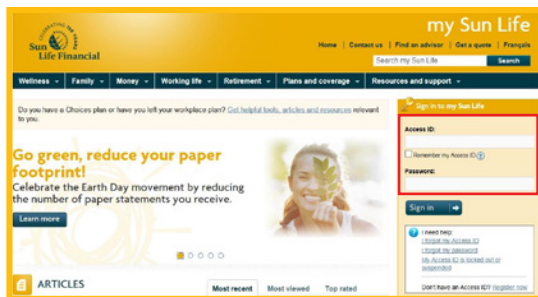 my Sun Life
CELEBRATING
Sun
Life Financial
Home | Contact us | Find an advisor | Get a quote | Français
Search my Sun Life
Search
Wellness
Family
Money
Working life
Retirement
Plans and coverage
Resources and support
Do you have a Choices plan or have you left your workplace plan? Get helpful tools, articles and resources relevant
to you.
Go green, reduce your paper
footprint!
Celebrate the Earth Day movement by reducing
the number of paper statements you receive.
Learn more
Sign in to my Sun Life
Access ID:
Remember my Access ID
Password:
Sign in
I need help
I forgot my Access ID
I forgot my password
My Access ID is locked out or
suspended
Don't have an Access ID? Register now
ARTICLES
Most recent
Most viewed
Top rated